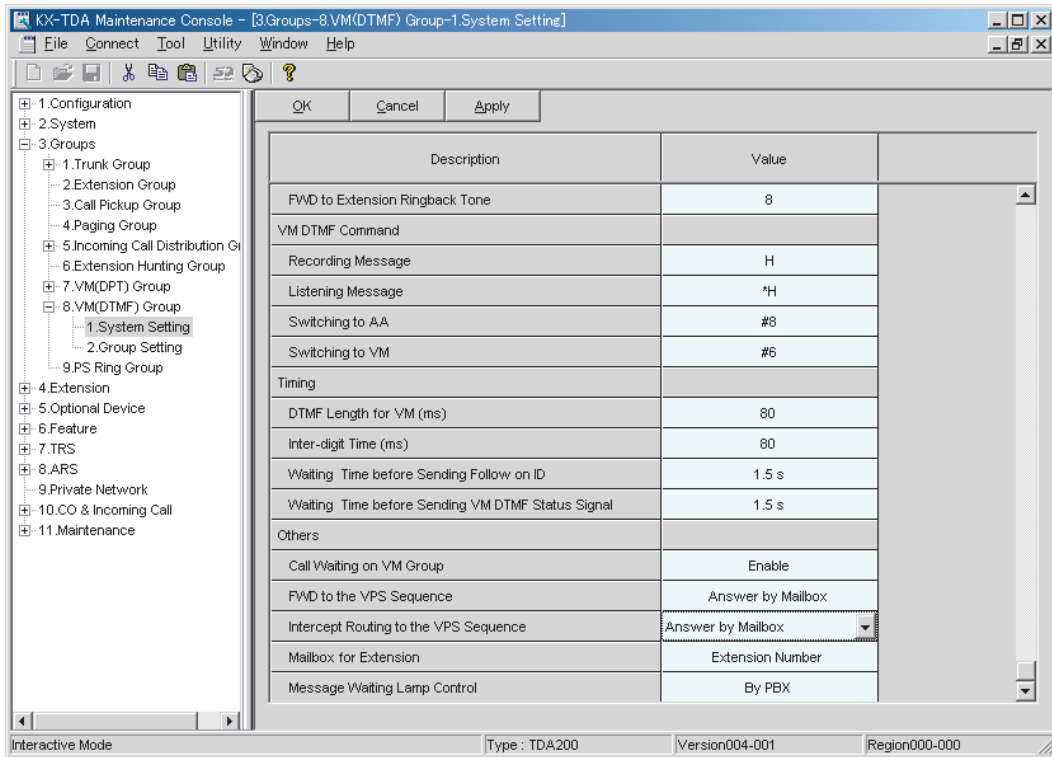 KX-TDA Maintenance Console - [3.Groups-8.VM(DTMF) Group-1.System Setting]
File Connect Tool Utility Window Help
1.Configuration
2.System
3.Groups
1.Trunk Group
2.Extension Group
3.Call Pickup Group
4.Paging Group
5.Incoming Call Distribution Gr
6.Extension Hunting Group
7.VM(DPT) Group
8.VM(DTMF) Group
1.System Setting
2.Group Setting
9.PS Ring Group
4.Extension
5.Optional Device
6.Feature
7.TRS
8.ARS
9.Private Network
10.CO & Incoming Call
11.Maintenance
OK Cancel Apply
Description Value
FWD to Extension Ringback Tone 8
VM DTMF Command
Recording Message H
Listening Message *H
Switching to AA #8
Switching to VM #6
Timing
DTMF Length for VM (ms) 80
Inter-digit Time (ms) 80
Waiting Time before Sending Follow on ID 1.5 s
Waiting Time before Sending VM DTMF Status Signal 1.5 s
Others
Call Waiting on VM Group Enable
FWD to the VPS Sequence Answer by Mailbox
Intercept Routing to the VPS Sequence Answer by Mailbox
Mailbox for Extension Extension Number
Message Waiting Lamp Control By PBX
Interactive Mode Type : TDA200 Version004-001 Region000-000